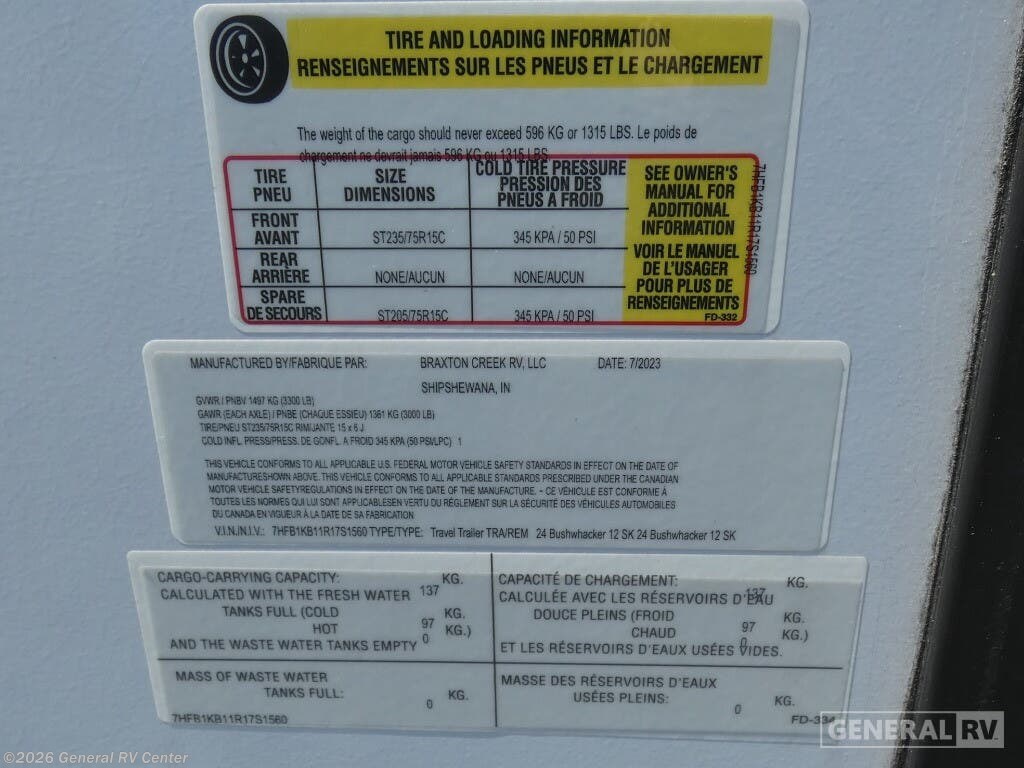 TIRE AND LOADING INFORMATION
RENSEIGNEMENTS SUR LES PNEUS ET LE CHARGEMENT
The weight of the cargo should never exceed 596 KG or 1315 LBS. Le poids de
chargement ne devrait jamais 596 KG ou 1315 LBS
TIRE
PNEU
SIZE
DIMENSIONS
COLD TIRE PRESSURE
PRESSION DES
PNEUS A FROID
SEE OWNER'S
MANUAL FOR
ADDITIONAL
INFORMATION
VOIR LE MANUEL
DE L'USAGER
POUR PLUS DE
RENSEIGNEMENTS
FD-332
FRONT
AVANT
ST235/75R15C
345 KPA / 50 PSI
REAR
ARRIÈRE
NONE/AUCUN
NONE/AUCUN
SPARE
DE SECOURS
ST205/75R15C
345 KPA / 50 PSI
7HFB1KB11R17S1560
MANUFACTURED BY/FABRIQUE PAR: BRAXTON CREEK RV, LLC DATE: 7/2023
SHIPSHEWANA, IN
GVWR / PNBV 1497 KG (3300 LB)
GAWR (EACH AXLE) / PNBE (CHAQUE ESSIEU) 1361 KG (3000 LB)
TIRE/PNEU ST235/75R15C RIM/JANTE 15 x 6 J
COLD INFL. PRESS/PRESS. DE GONFL. A FROID 345 KPA (50 PSI/LPC) 1
THIS VEHICLE CONFORMS TO ALL APPLICABLE U.S. FEDERAL MOTOR VEHICLE SAFETY STANDARDS IN EFFECT ON THE DATE OF
MANUFACTURESHOWN ABOVE. THIS VEHICLE CONFORMS TO ALL APPLICABLE STANDARDS PRESCRIBED UNDER THE CANADIAN
MOTOR VEHICLE SAFETYREGULATIONS IN EFFECT ON THE DATE OF THE MANUFACTURE. - CE VÉHICULE EST CONFORME À
TOUTES LES NORMES QUI LUI SONT APPLICABLESEN VERTU DU RÈGLEMENT SUR LA SÉCURITÉ DES VÉHICULES AUTOMOBILES
DU CANADA EN VIGUEUR À LA DATE DE SA FABRICATION
V.I.N./N.I.V.: 7HFB1KB11R17S1560 TYPE/TYPE: Travel Trailer TRA/REM 24 Bushwhacker 12 SK 24 Bushwhacker 12 SK
CARGO-CARRYING CAPACITY: KG.
CALCULATED WITH THE FRESH WATER 137
TANKS FULL (COLD KG.
HOT 97 KG.)
AND THE WASTE WATER TANKS EMPTY 0
MASS OF WASTE WATER
TANKS FULL: 0 KG.
7HFB1KB11R17S1560
CAPACITÉ DE CHARGEMENT: KG.
CALCULÉE AVEC LES RÉSERVOIRS D'EAU 137
DOUCE PLEINS (FROID KG.
CHAUD 97 KG.)
ET LES RÉSERVOIRS D'EAUX USÉES VIDES. 0
MASSE DES RÉSERVOIRS D'EAUX
USÉES PLEINS: 0 KG.
FD-334
GENERAL RV
©2026 General RV Center